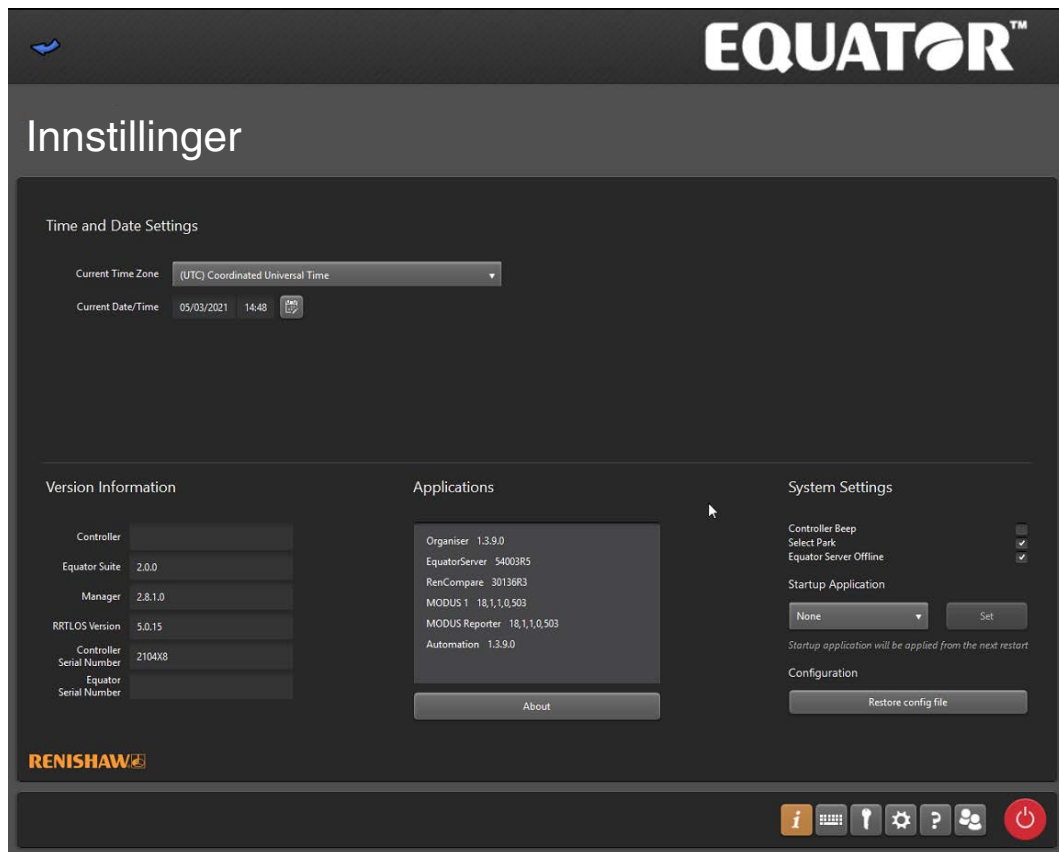 EQUATOR™
Innstillinger
Time and Date Settings
Current Time Zone (UTC) Coordinated Universal Time
Current Date/Time 05/03/2021 14:48
Version Information
Controller
Equator Suite 2.0.0
Manager 2.8.1.0
RRTLOS Version 5.0.15
Controller
Serial Number 2104X8
Equator
Serial Number
Applications
Organiser 1.3.9.0
EquatorServer 54003R5
RenCompare 30136R3
MODUS 1 18,1,1,0,503
MODUS Reporter 18,1,1,0,503
Automation 1.3.9.0
About
System Settings
Controller Beep
Select Park
Equator Server Offline
Startup Application
None Set
Startup application will be applied from the next restart
Configuration
Restore config file
RENISHAW